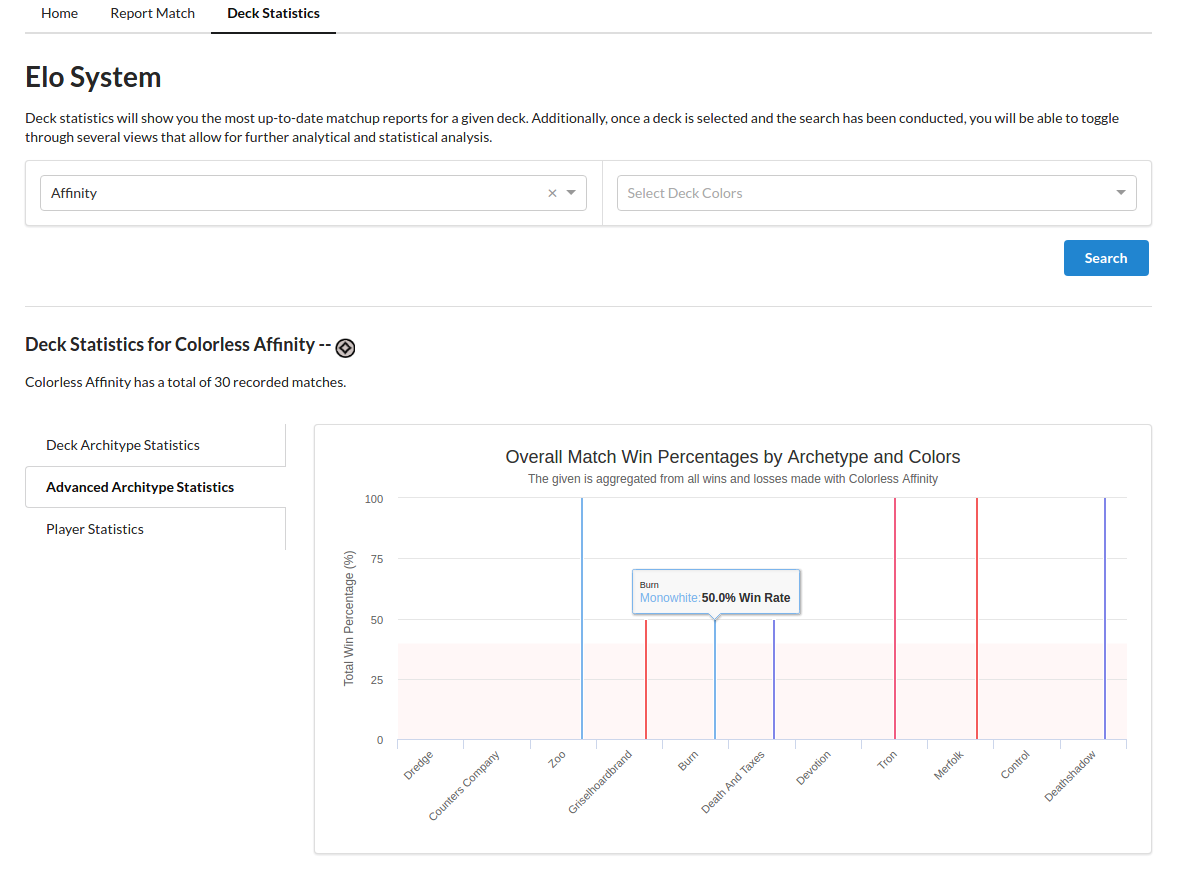 Home Report Match Deck Statistics
Elo System
Deck statistics will show you the most up-to-date matchup reports for a given deck. Additionally, once a deck is selected and the search has been conducted, you will be able to toggle
through several views that allow for further analytical and statistical analysis.
Affinity × Select Deck Colors
Search
Deck Statistics for Colorless Affinity --
Colorless Affinity has a total of 30 recorded matches.
Deck Architype Statistics
Advanced Architype Statistics
Player Statistics
Overall Match Win Percentages by Archetype and Colors
The given is aggregated from all wins and losses made with Colorless Affinity
Total Win Percentage (%)
100
75
50
25
0
Burn
Monowhite:50.0% Win Rate
Dredge
Counters Company
Zoo
Griselhoardbrand
Burn
Death And Taxes
Devotion
Tron
Merfolk
Control
Deathshadow